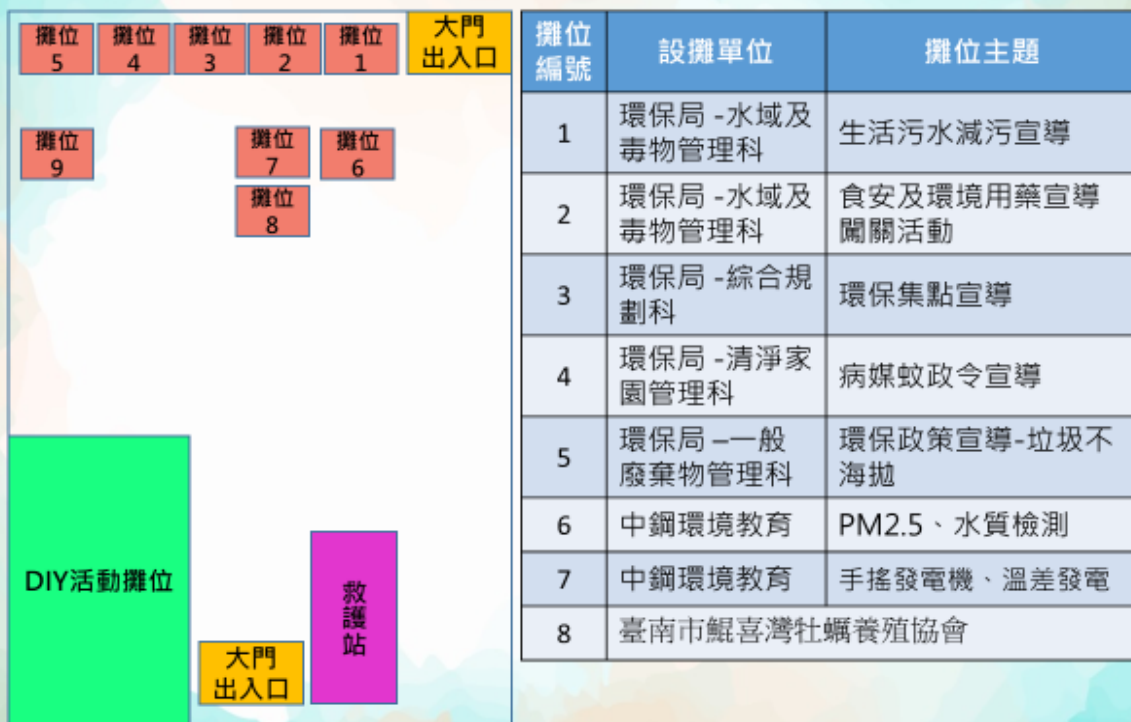 攤位
5
攤位
4
攤位
3
攤位
2
攤位
1
大門
出入口
攤位
9
攤位
7
攤位
6
攤位
8
DIY活動攤位
救
護
站
大門
出入口
攤位
編號
設攤單位
攤位主題
1
環保局 -水域及
毒物管理科
生活污水減污宣導
2
環保局 -水域及
毒物管理科
食安及環境用藥宣導
闖關活動
3
環保局 -綜合規
劃科
環保集點宣導
4
環保局 -清淨家
園管理科
病媒蚊政令宣導
5
環保局 –一般
廢棄物管理科
環保政策宣導-垃圾不
海拋
6
中鋼環境教育
PM2.5、水質檢測
7
中鋼環境教育
手搖發電機、溫差發電
8
臺南市鯤喜灣牡蠣養殖協會